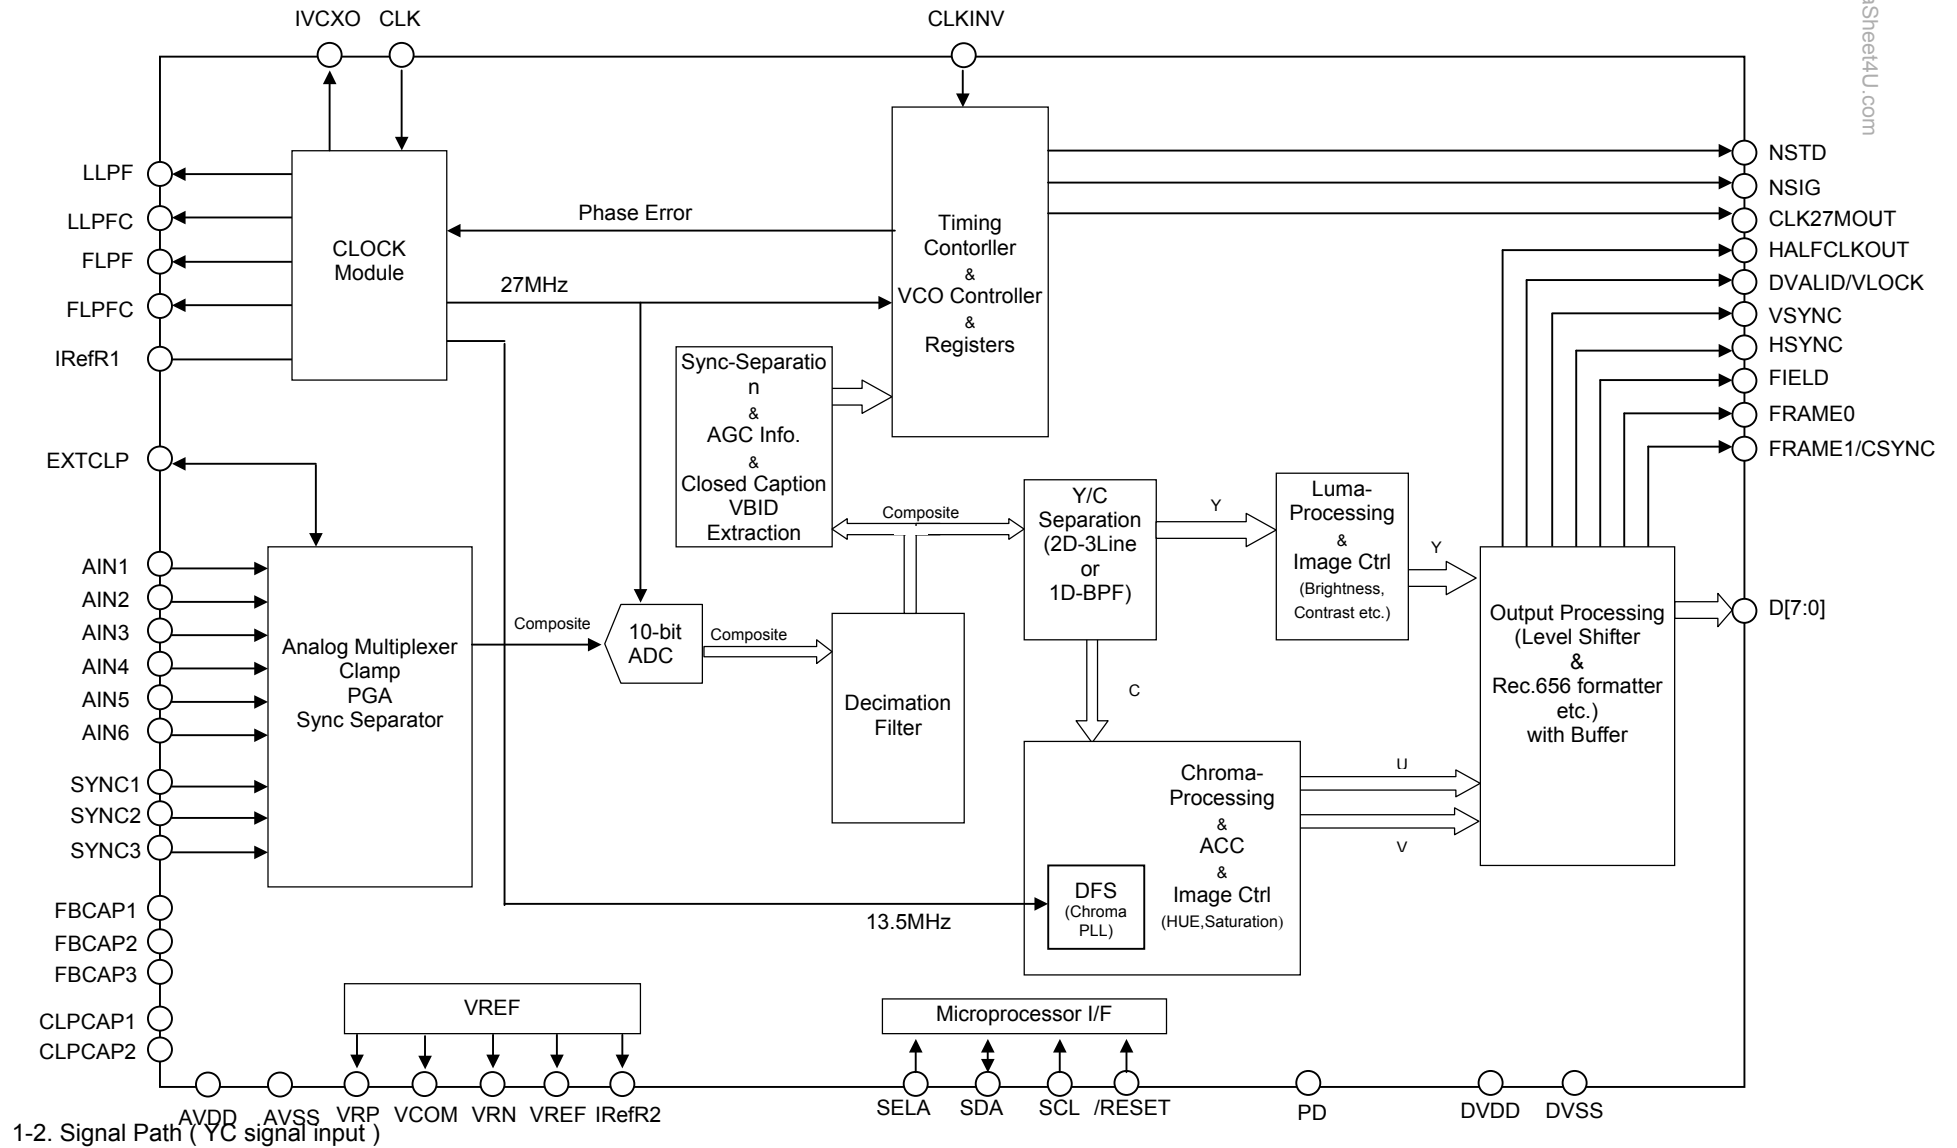 IVCXO CLK CLKINV
aSheet4U.com
LLPF
LLPFC
FLPF
FLPFC
IRefR1
EXTCLP
AIN1
AIN2
AIN3
AIN4
AIN5
AIN6
SYNC1
SYNC2
SYNC3
FBCAP1
FBCAP2
FBCAP3
CLPCAP1
CLPCAP2
CLOCK
Module
Phase Error
27MHz
Timing
Contorller
&
VCO Controller
&
Registers
Sync-Separatio
n
&
AGC Info.
&
Closed Caption
VBID
Extraction
Analog Multiplexer
Clamp
PGA
Sync Separator
Composite
10-bit
ADC
Composite
Decimation
Filter
Composite
Y/C
Separation
(2D-3Line
or
1D-BPF)
Y
Luma-
Processing
&
Image Ctrl
(Brightness,
Contrast etc.)
Y
C
Chroma-
Processing
&
ACC
&
Image Ctrl
(HUE,Saturation)
DFS
(Chroma
PLL)
13.5MHz
U
V
Output Processing
(Level Shifter
&
Rec.656 formatter
etc.)
with Buffer
NSTD
NSIG
CLK27MOUT
HALFCLKOUT
DVALID/VLOCK
VSYNC
HSYNC
FIELD
FRAME0
FRAME1/CSYNC
D[7:0]
VREF
Microprocessor I/F
AVDD AVSS VRP VCOM VRN VREF IRefR2 SELA SDA SCL /RESET PD DVDD DVSS
1-2. Signal Path ( YC signal input )